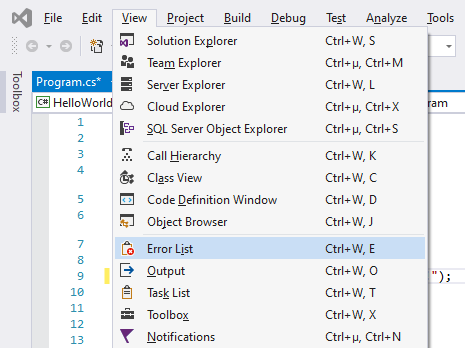 File Edit View Project Build Debug Test Analyze Tools
Toolbox
Program.cs*
C# HelloWorld
ram
1
2
3
5
6
7
8
9
10
11
12
13
");
Solution Explorer Ctrl+W, S
Team Explorer Ctrl+µ, Ctrl+M
Server Explorer Ctrl+W, L
Cloud Explorer Ctrl+µ, Ctrl+X
SQL Server Object Explorer Ctrl+µ, Ctrl+S
Call Hierarchy Ctrl+W, K
Class View Ctrl+W, C
Code Definition Window Ctrl+W, D
Object Browser Ctrl+W, J
Error List Ctrl+W, E
Output Ctrl+W, O
Task List Ctrl+W, T
Toolbox Ctrl+W, X
Notifications Ctrl+µ, Ctrl+N